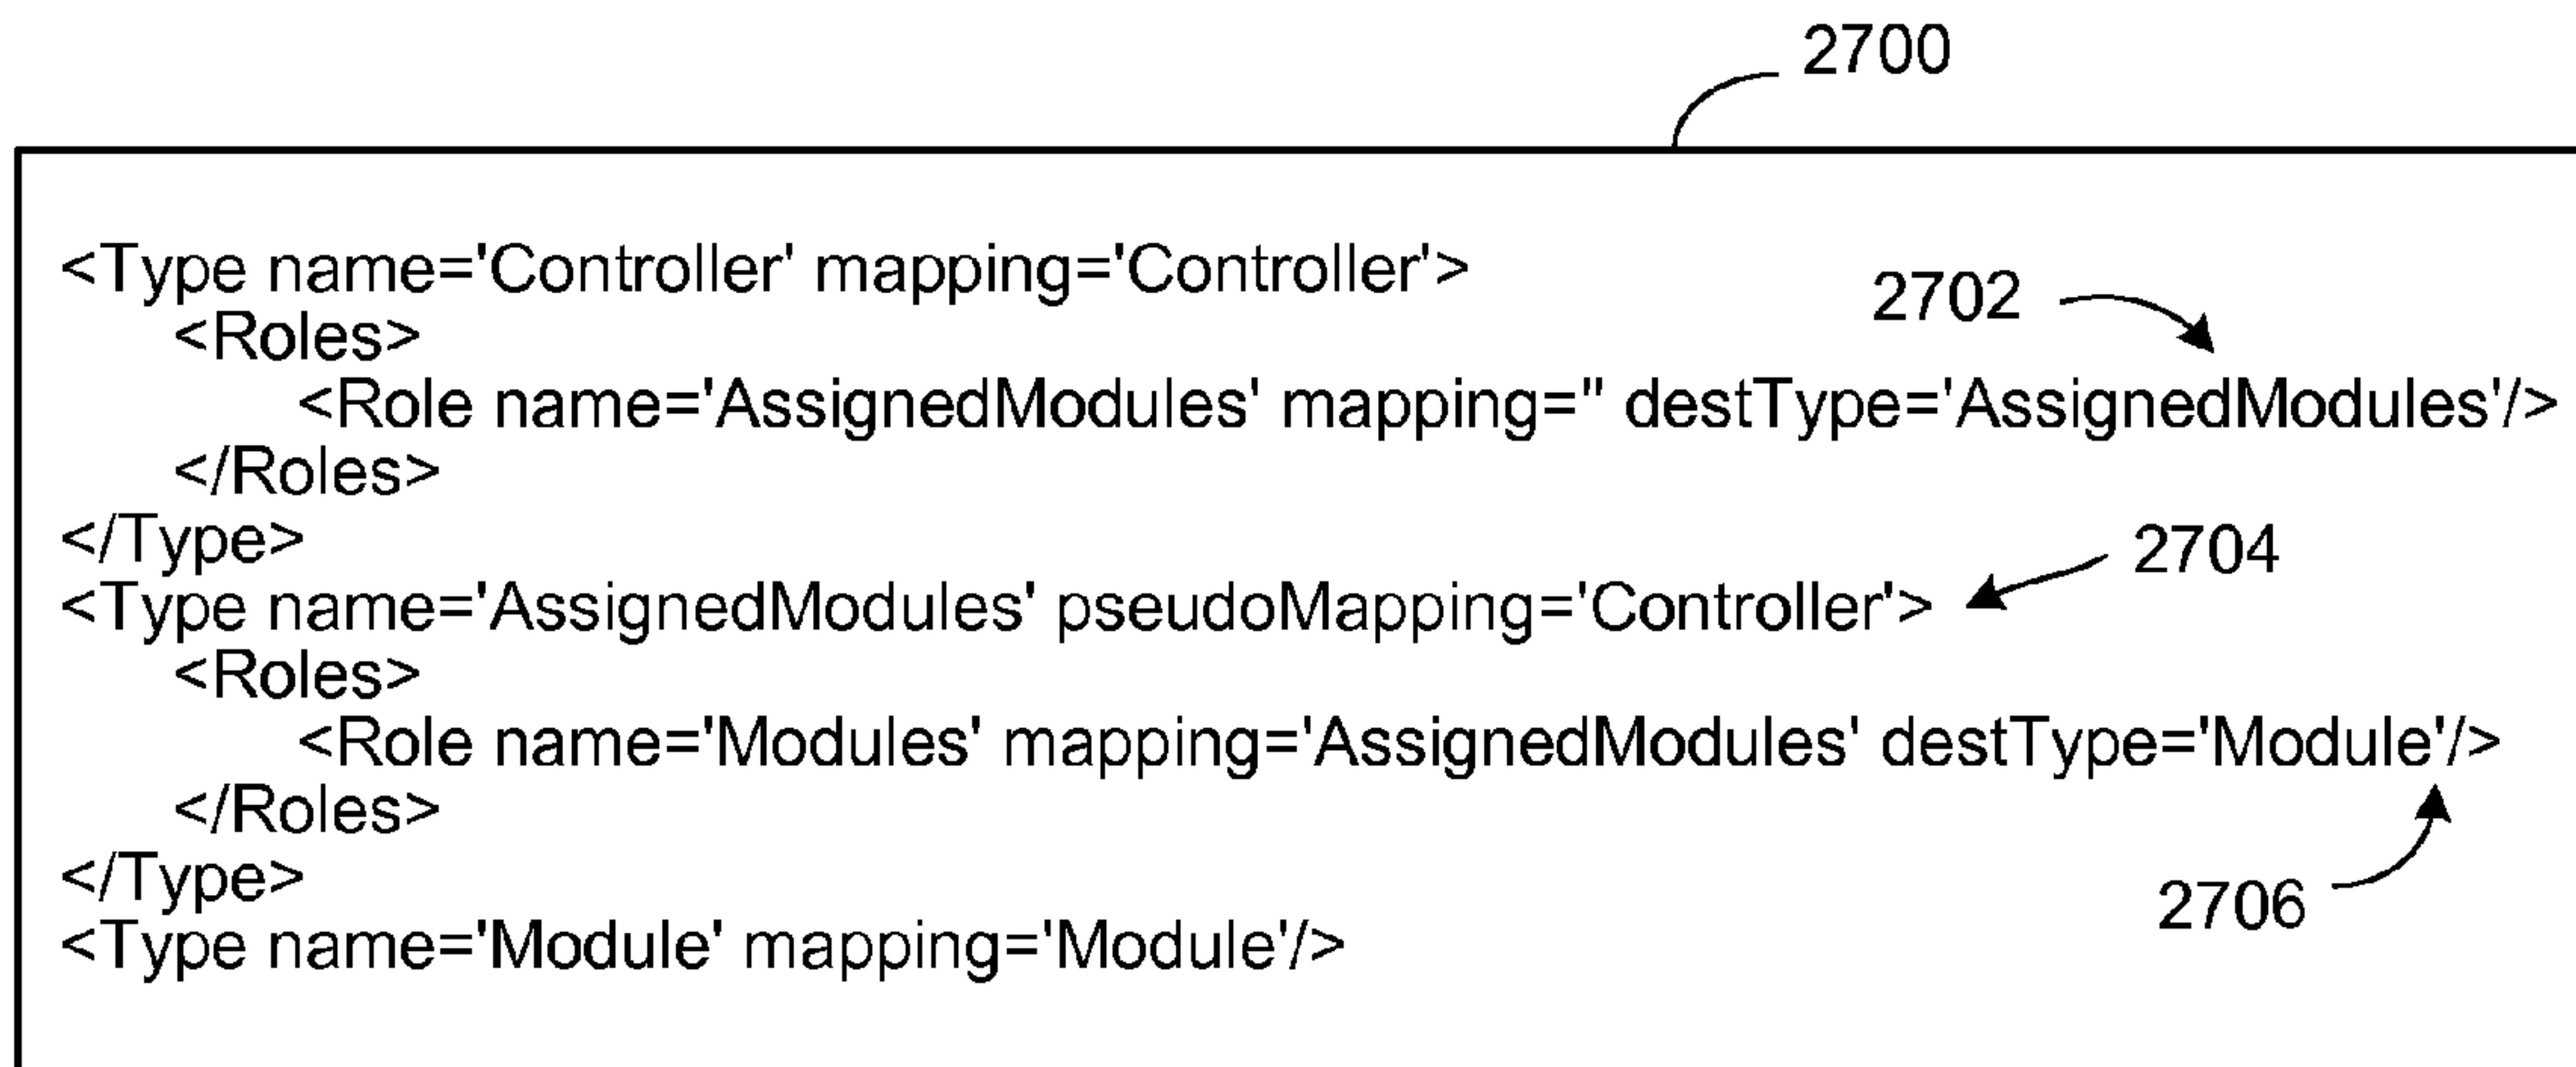 2700
<Type name='Controller' mapping='Controller'>
2702
<Roles>
<Role name='AssignedModules' mapping='' destType='AssignedModules'/>
</Roles>
</Type>
2704
<Type name='AssignedModules' pseudoMapping='Controller'>
<Roles>
<Role name='Modules' mapping='AssignedModules' destType='Module'/>
</Roles>
</Type>
2706
<Type name='Module' mapping='Module'/>